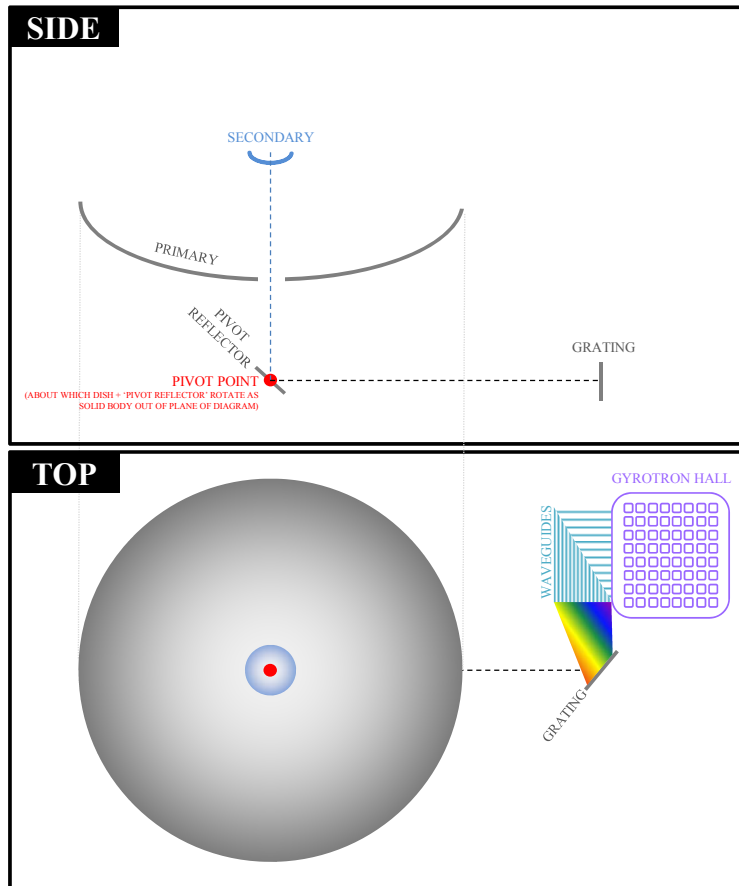 SIDE
SECONDARY
PRIMARY
PIVOT
REFLECTOR
GRATING
PIVOT POINT
(ABOUT WHICH DISH + ‘PIVOT REFLECTOR’ ROTATE AS
SOLID BODY OUT OF PLANE OF DIAGRAM)
TOP
GYROTRON HALL
WAVEGUIDES
GRATING